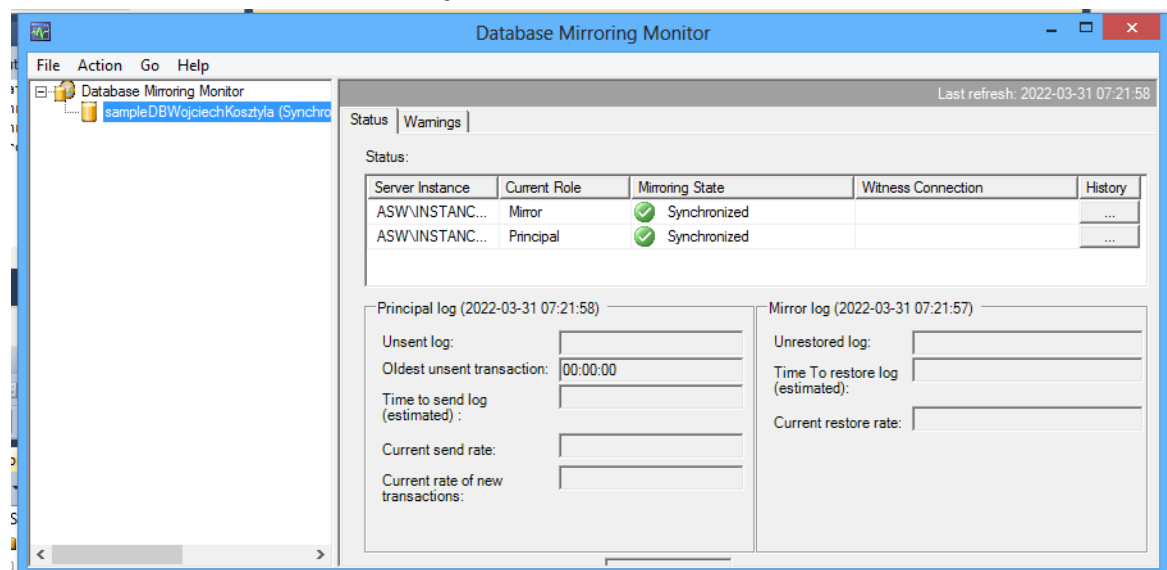 Database Mirroring Monitor
File Action Go Help
Database Mirroring Monitor
sampleDBWojciechKosztyla (Synchro
Last refresh: 2022-03-31 07:21:58
Status Warnings
Status:
Server Instance Current Role Mirroring State Witness Connection History
ASW\INSTANC... Mirror Synchronized ...
ASW\INSTANC... Principal Synchronized ...
Principal log (2022-03-31 07:21:58)
Unsent log:
Oldest unsent transaction: 00:00:00
Time to send log
(estimated) :
Current send rate:
Current rate of new
transactions:
Mirror log (2022-03-31 07:21:57)
Unrestored log:
Time To restore log
(estimated):
Current restore rate: